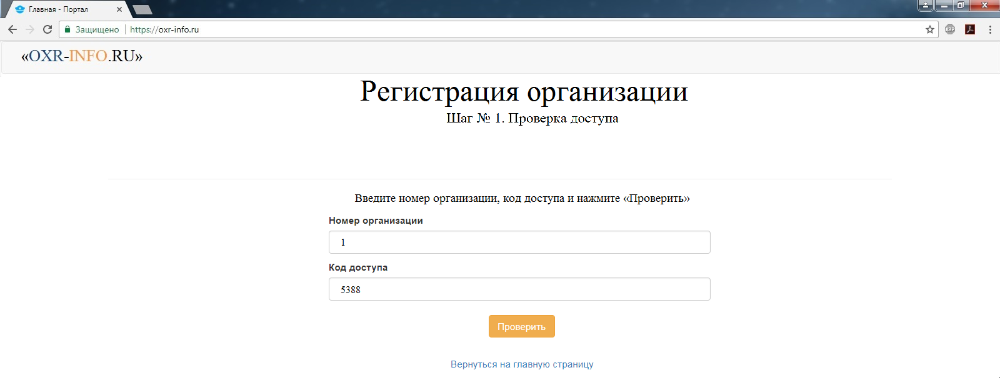 Главная - Портал
Защищено https://oxr-info.ru
ABP
«OXR-INFO.RU»
Регистрация организации
Шаг № 1. Проверка доступа
Введите номер организации, код доступа и нажмите «Проверить»
Номер организации
1
Код доступа
5388
Проверить
Вернуться на главную страницу